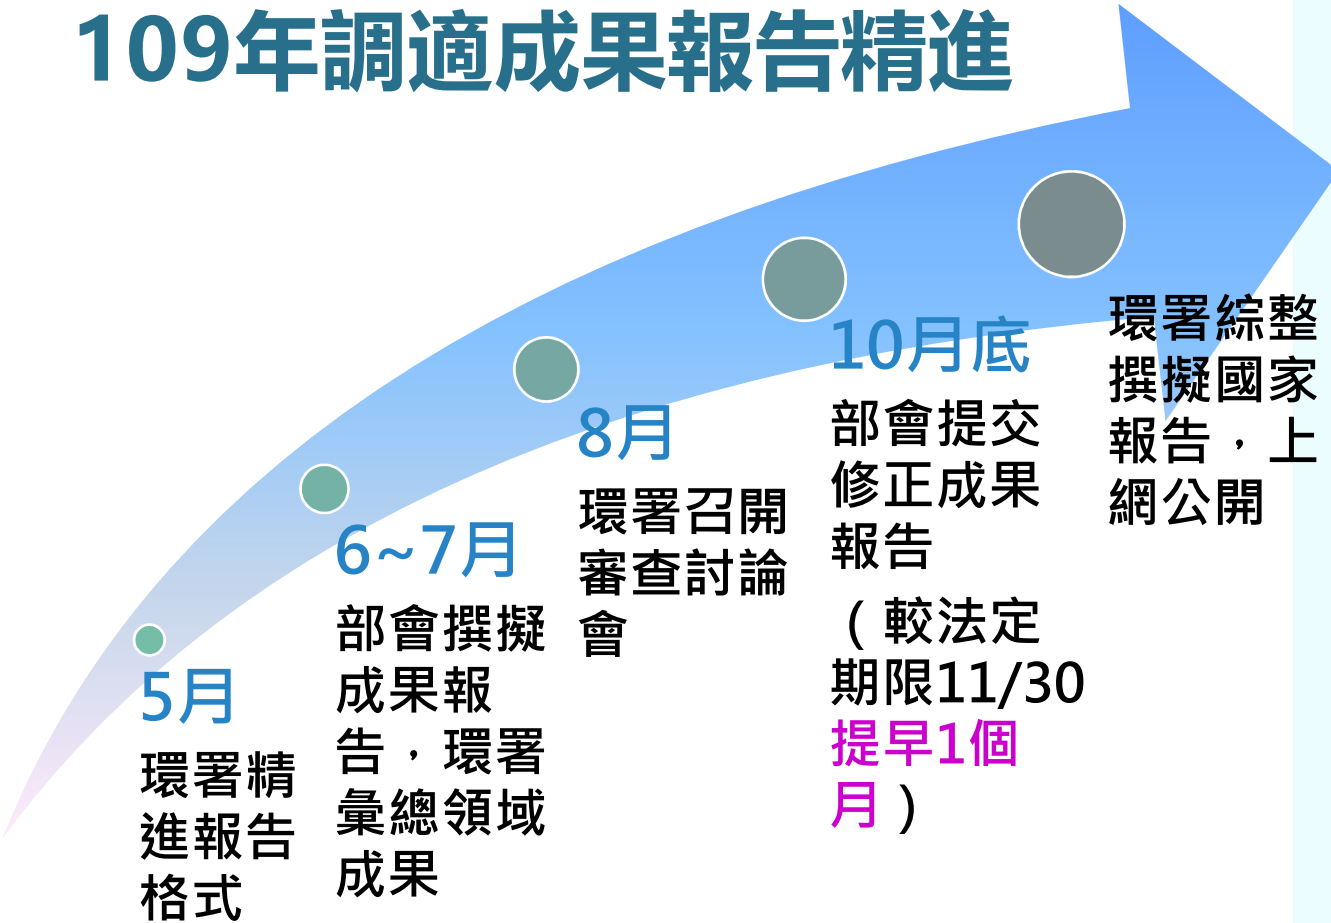 109年調適成果報告精進
5月
環署精
進報告
格式
6~7月
部會撰擬
成果報
告，環署
彙總領域
成果
8月
環署召開
審查討論
會
10月底
部會提交
修正成果
報告
（較法定
期限11/30
提早1個
月）
環署綜整
撰擬國家
報告，上
網公開